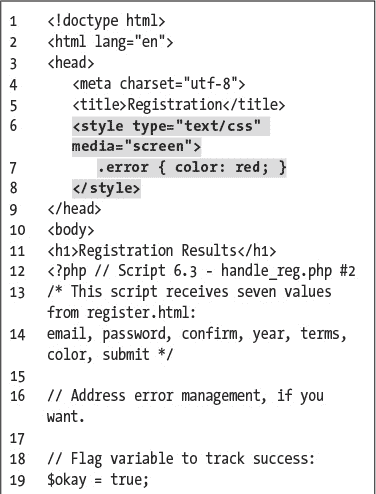 1 <!doctype html>
2 <html lang="en">
3 <head>
4 <meta charset="utf-8">
5 <title>Registration</title>
6 <style type="text/css"
media="screen">
7 .error { color: red; }
8 </style>
9 </head>
10 <body>
11 <h1>Registration Results</h1>
12 <?php // Script 6.3 - handle_reg.php #2
13 /* This script receives seven values
from register.html:
14 email, password, confirm, year, terms,
color, submit */
15
16 // Address error management, if you
want.
17
18 // Flag variable to track success:
19 $okay = true;